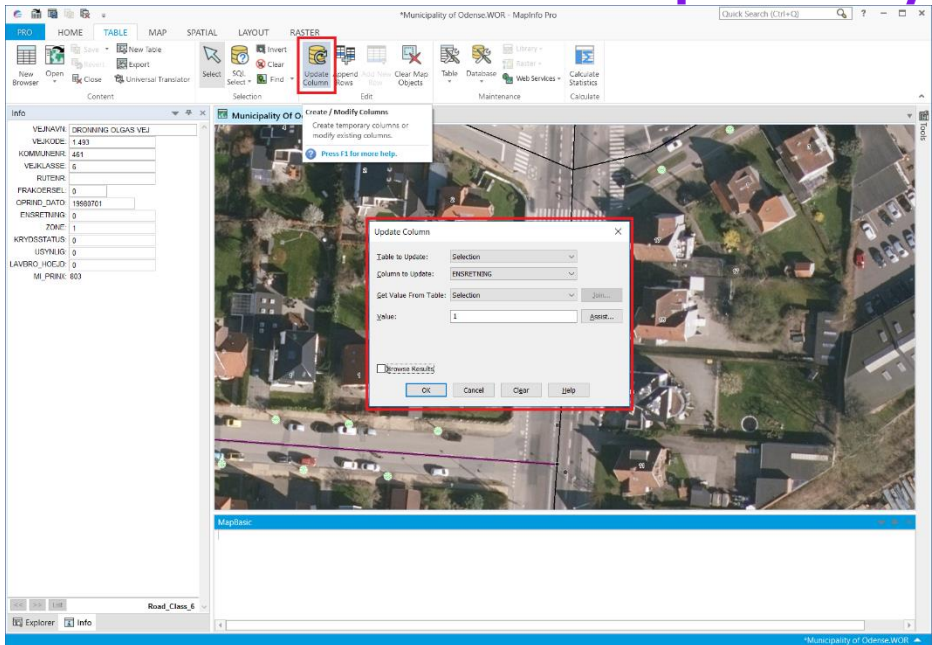 *Municipality of Odense.WOR - MapInfo Pro
Quick Search (Ctrl+Q)
PRO HOME TABLE MAP SPATIAL LAYOUT RASTER
New Browser
Open
Save
New Table
Export
Close
Universal Translator
Content
Select
SQL Select
Invert
Clear
Find
Selection
Update Column
Append Rows
Add New
Clear Map Objects
Edit
Table
Database
Library
Raster
Web Services
Maintenance
Calculate Statistics
Calculate
Create / Modify Columns
Create temporary columns or
modify existing columns.
Press F1 for more help.
Info
VEJNAVN: DRONNING OLGAS VEJ
VEJKODE: 1.493
KOMMUNENR: 461
VEJKLASSE: 6
RUTENR:
FRAKOERSEL: 0
OPRIND_DATO: 19980701
ENSRETNING: 0
ZONE: 1
KRYDSSTATUS: 0
USYNLIG: 0
LAVBRO_HOEJD: 0
MI_PRINX: 803
Municipality Of
Tools
Update Column
Table to Update: Selection
Column to Update: ENSRETNING
Get Value From Table: Selection Join...
Value: 1 Assist...
Browse Results
OK Cancel Clear Help
MapBasic
<< >> List Road_Class_6
Explorer Info
*Municipality of Odense.WOR